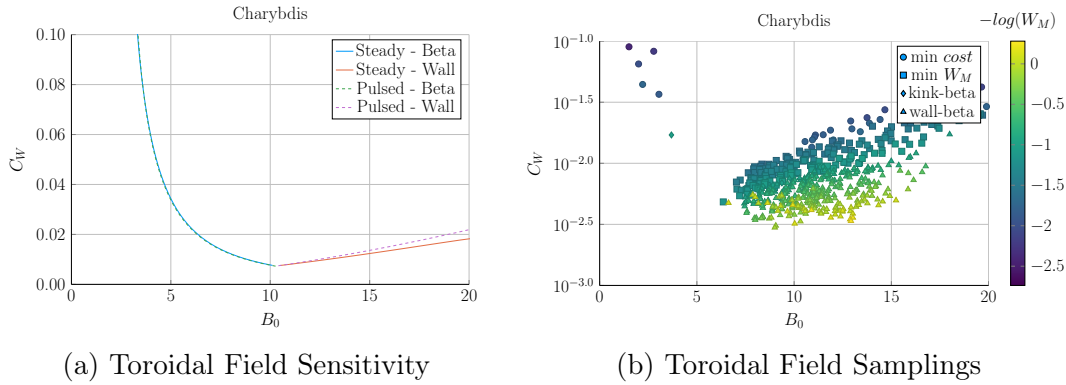 Charybdis
0.10
0.08
0.06
0.04
0.02
0.00
C_W
0
5
10
15
20
B_0
Steady - Beta
Steady - Wall
Pulsed - Beta
Pulsed - Wall
(a) Toroidal Field Sensitivity
Charybdis
10^{-1.0}
10^{-1.5}
10^{-2.0}
10^{-2.5}
10^{-3.0}
C_W
0
5
10
15
20
B_0
min cost
min W_M
kink-beta
wall-beta
-log(W_M)
0
−0.5
−1
−1.5
−2
−2.5
(b) Toroidal Field Samplings